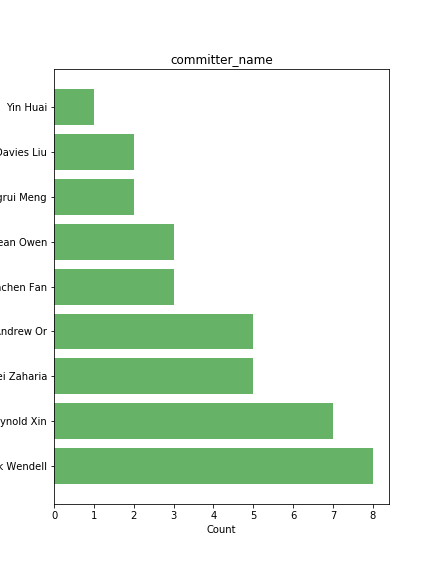 committer_name
Yin Huai
Davies Liu
grui Meng
ean Owen
chen Fan
Andrew Or
ei Zaharia
ynold Xin
k Wendell
0 1 2 3 4 5 6 7 8
Count